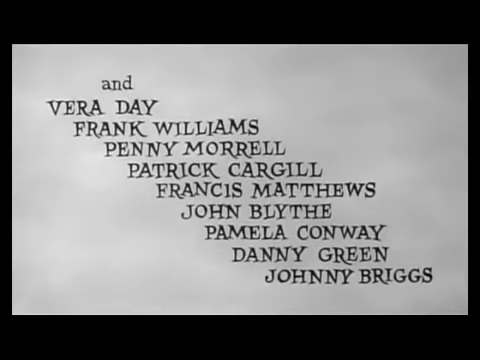 and
VERA DAY
FRANK WILLIAMS
PENNY MORRELL
PATRICK CARGILL
FRANCIS MATTHEWS
JOHN BLYTHE
PAMELA CONWAY
DANNY GREEN
JOHNNY BRIGGS